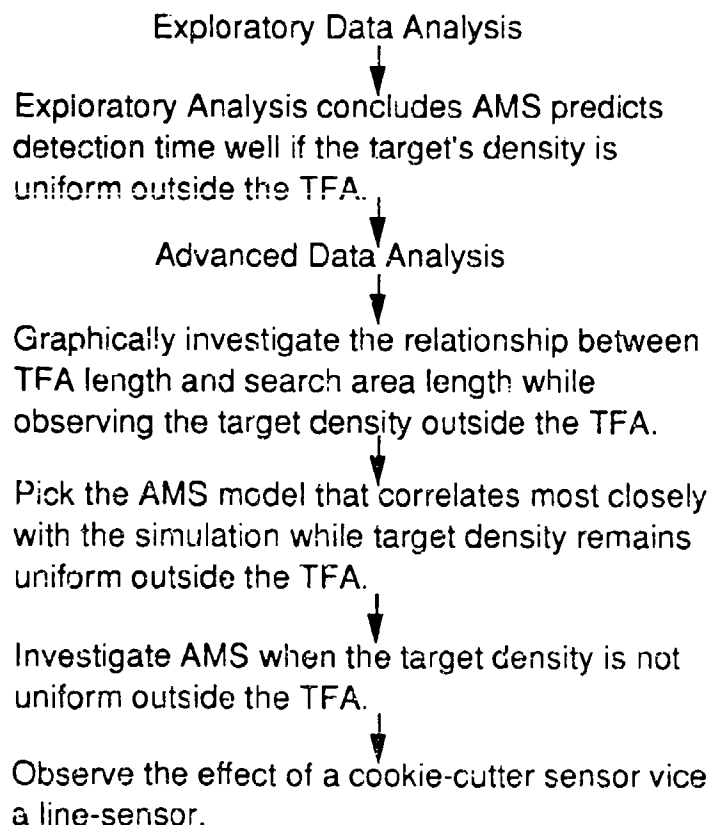 Exploratory Data Analysis
Exploratory Analysis concludes AMS predicts
detection time well if the target's density is
uniform outside the TFA.
Advanced Data Analysis
Graphically investigate the relationship between
TFA length and search area length while
observing the target density outside the TFA.
Pick the AMS model that correlates most closely
with the simulation while target density remains
uniform outside the TFA.
Investigate AMS when the target density is not
uniform outside the TFA.
Observe the effect of a cookie-cutter sensor vice
a line-sensor.